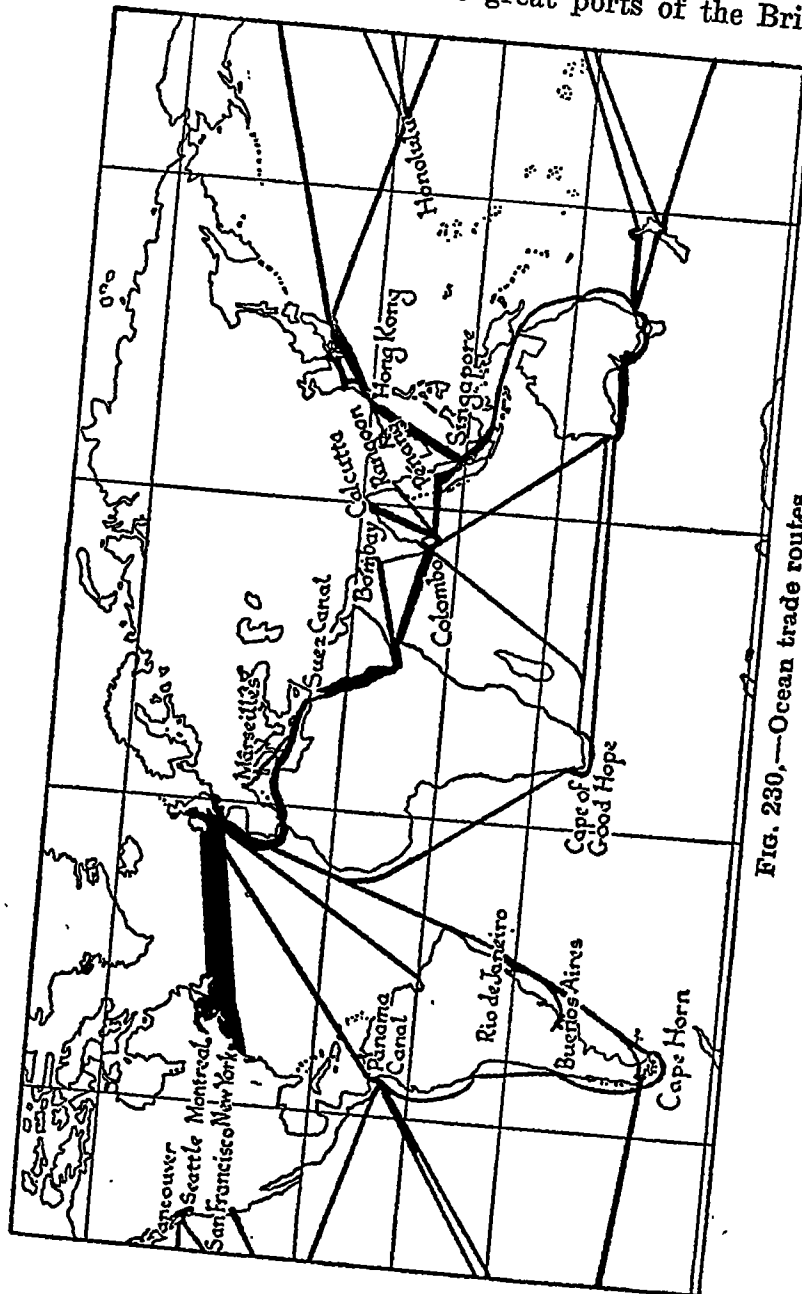 great ports of the Bri
Vancouver
Seattle
San Francisco
Montreal
New York
Panama
Canal
Rio de Janeiro
Buenos Aires
Cape Horn
Marseilles
Suez Canal
Cape of
Good Hope
Bombay
Calcutta
Rangoon
Penang
Colombo
Singapore
Hong Kong
Honolulu
FIG. 230.—Ocean trade routes